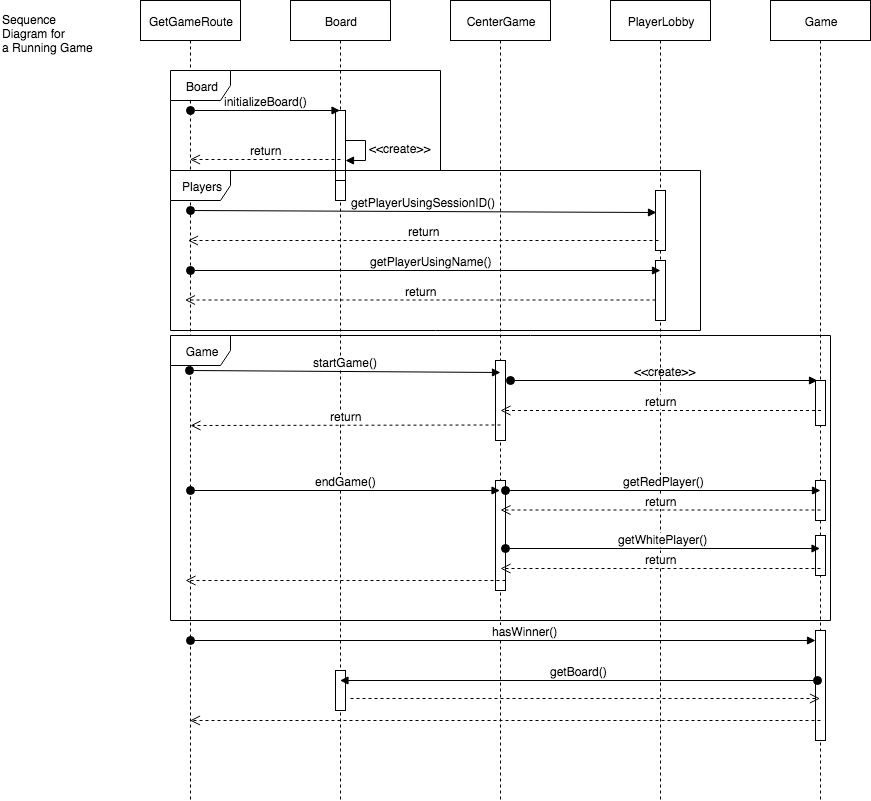 Sequence
Diagram for
a Running Game
GetGameRoute
Board
CenterGame
PlayerLobby
Game
Board
initializeBoard()
<<create>>
return
Players
getPlayerUsingSessionID()
return
getPlayerUsingName()
return
Game
startGame()
<<create>>
return
return
endGame()
getRedPlayer()
return
getWhitePlayer()
return
hasWinner()
getBoard()